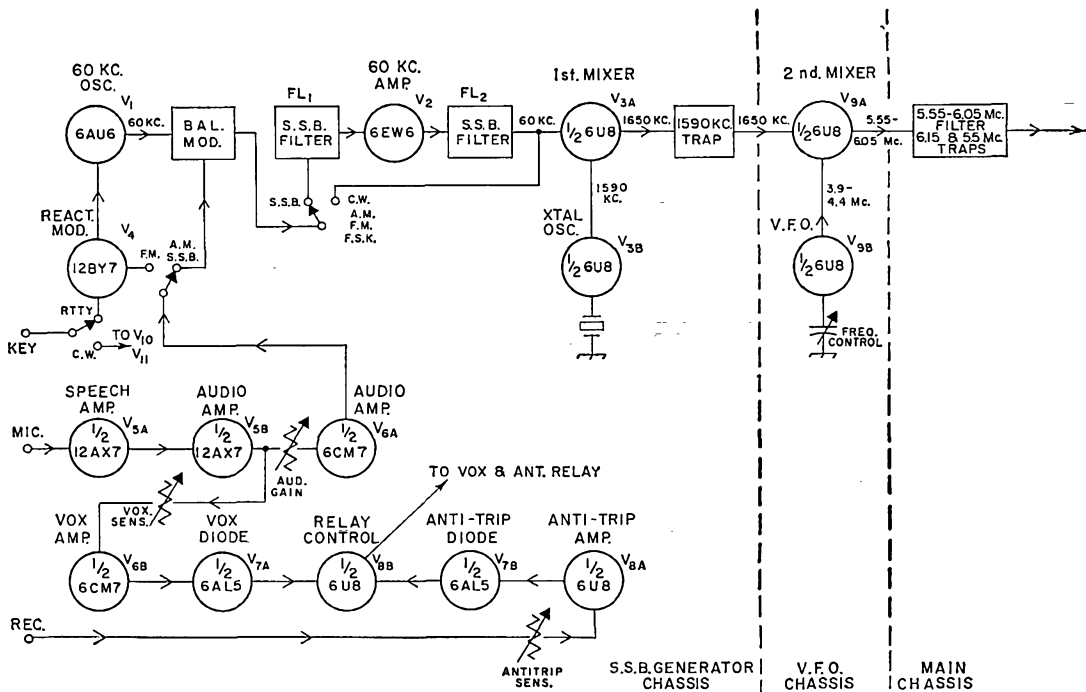 60 KC.
OSC.
V1
6AU6
60 KC.
BAL.
MOD.
FL1
S.S.B.
FILTER
60 KC.
AMP.
V2
6EW6
FL2
S.S.B.
FILTER
60 KC.
1st. MIXER
V3A
1/2 6U8
1650 KC.
1590 KC.
TRAP
1650 KC.
2nd. MIXER
V9A
1/2 6U8
5.55-
6.05 Mc.
5.55-6.05 Mc.
FILTER
6.15 & 5.5 Mc.
TRAPS
S.S.B.
C.W.
A.M.
F.M.
F.S.K.
1590
KC.
XTAL
OSC.
V3B
1/2 6U8
3.9-
4.4 Mc.
V.F.O.
V9B
1/2 6U8
FREQ.
CONTROL
REACT.
MOD.
V4
12BY7
F.M.
A.M.
S.S.B.
RTTY
KEY
C.W.
TO V10
V11
SPEECH
AMP.
V5A
MIC.
1/2
12AX7
AUDIO
AMP.
V5B
1/2
12AX7
AUD.
GAIN
AUDIO
AMP.
V6A
1/2
6CM7
VOX.
SENS.
TO VOX & ANT. RELAY
VOX
AMP.
V6B
1/2
6CM7
VOX
DIODE
V7A
1/2
6AL5
RELAY
CONTROL
V8B
1/2
6U8
ANTI-TRIP
DIODE
V7B
1/2
6AL5
ANTI-TRIP
AMP.
V8A
1/2
6U8
REC.
ANTITRIP
SENS.
S.S.B. GENERATOR
CHASSIS
V.F.O.
CHASSIS
MAIN
CHASSIS